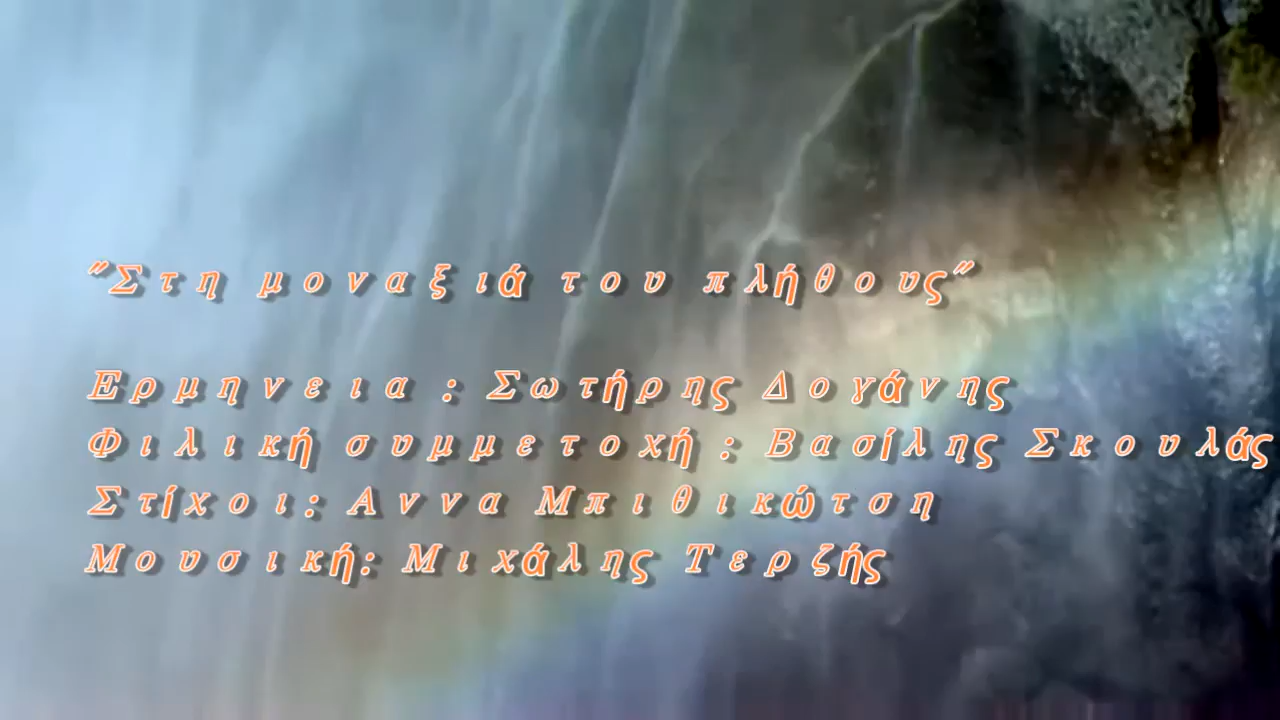 "Στη μοναξιά του πλήθους"
Ερμηνεια : Σωτήρης Δογάνης
Φιλική συμμετοχή : Βασίλης Σκουλάς
Στίχοι: Αννα Μπιθικώτση
Μουσική: Μιχάλης Τερζής